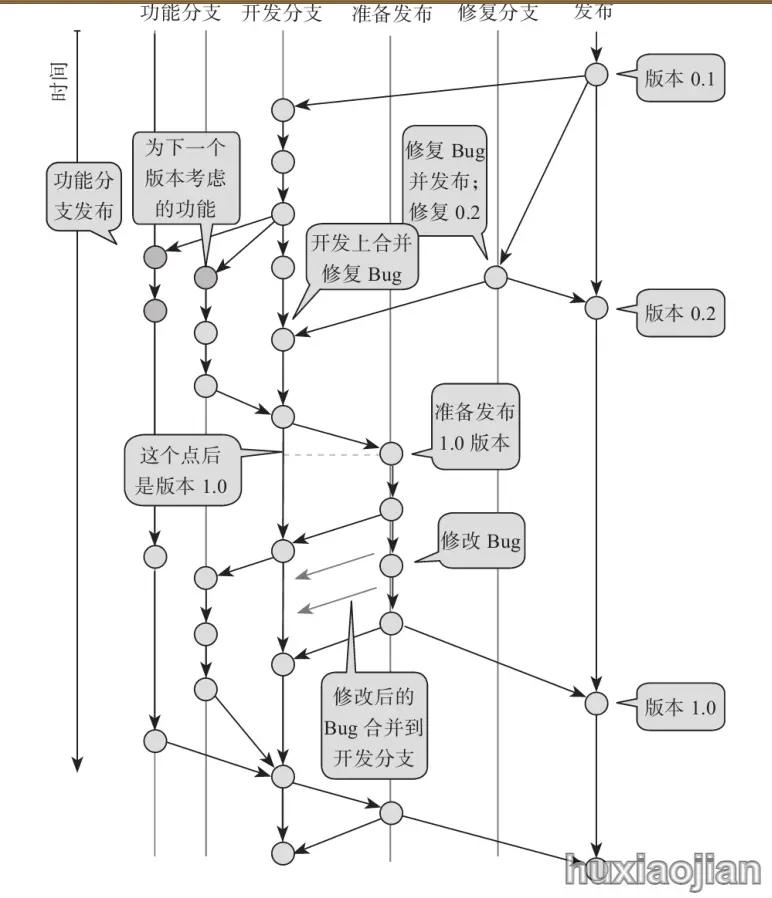 功能分支 开发分支 准备发布 修复分支 发布
时间
版本 0.1
为下一个
版本考虑
的功能
修复 Bug
并发布；
修复 0.2
功能分
支发布
开发上合并
修复 Bug
版本 0.2
准备发布
1.0 版本
这个点后
是版本 1.0
修改 Bug
修改后的
Bug 合并到
开发分支
版本 1.0
huxiaojian